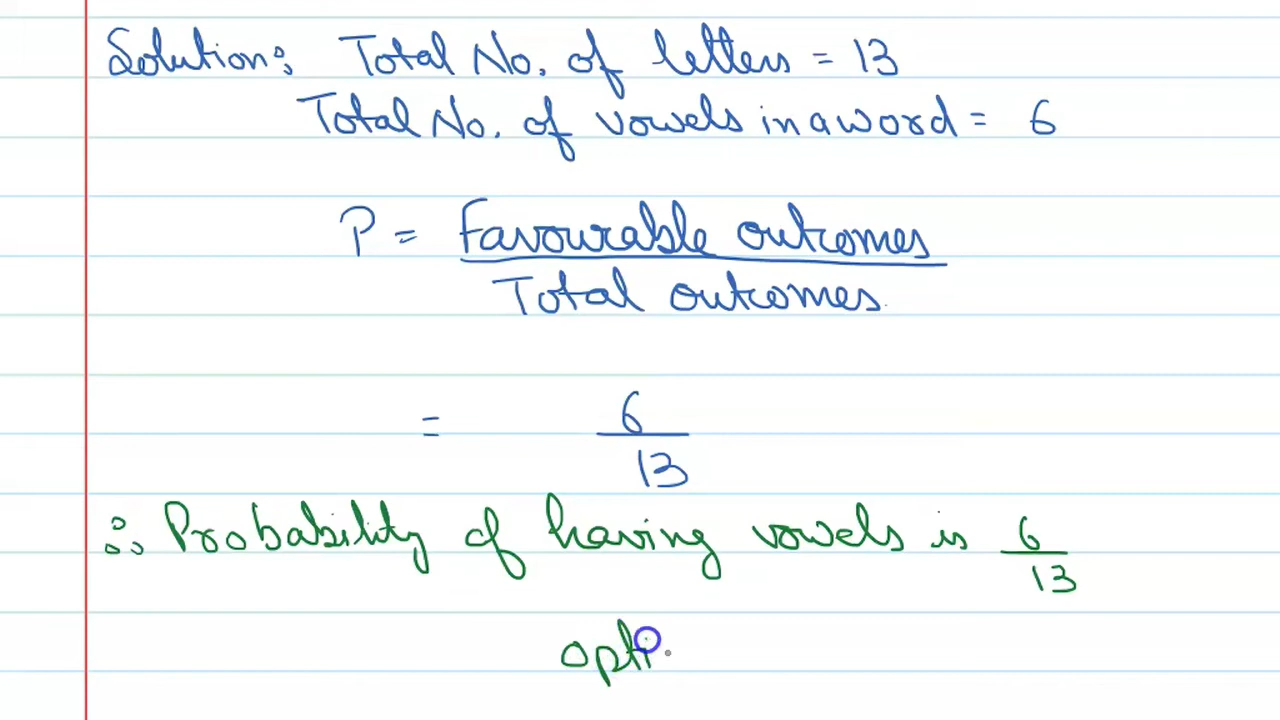 Solution: Total No. of letters = 13
Total No. of vowels in a word = 6
P = Favourable outcomes
Total outcomes
= 6
13
∴ Probability of having vowels is 6
13
opti